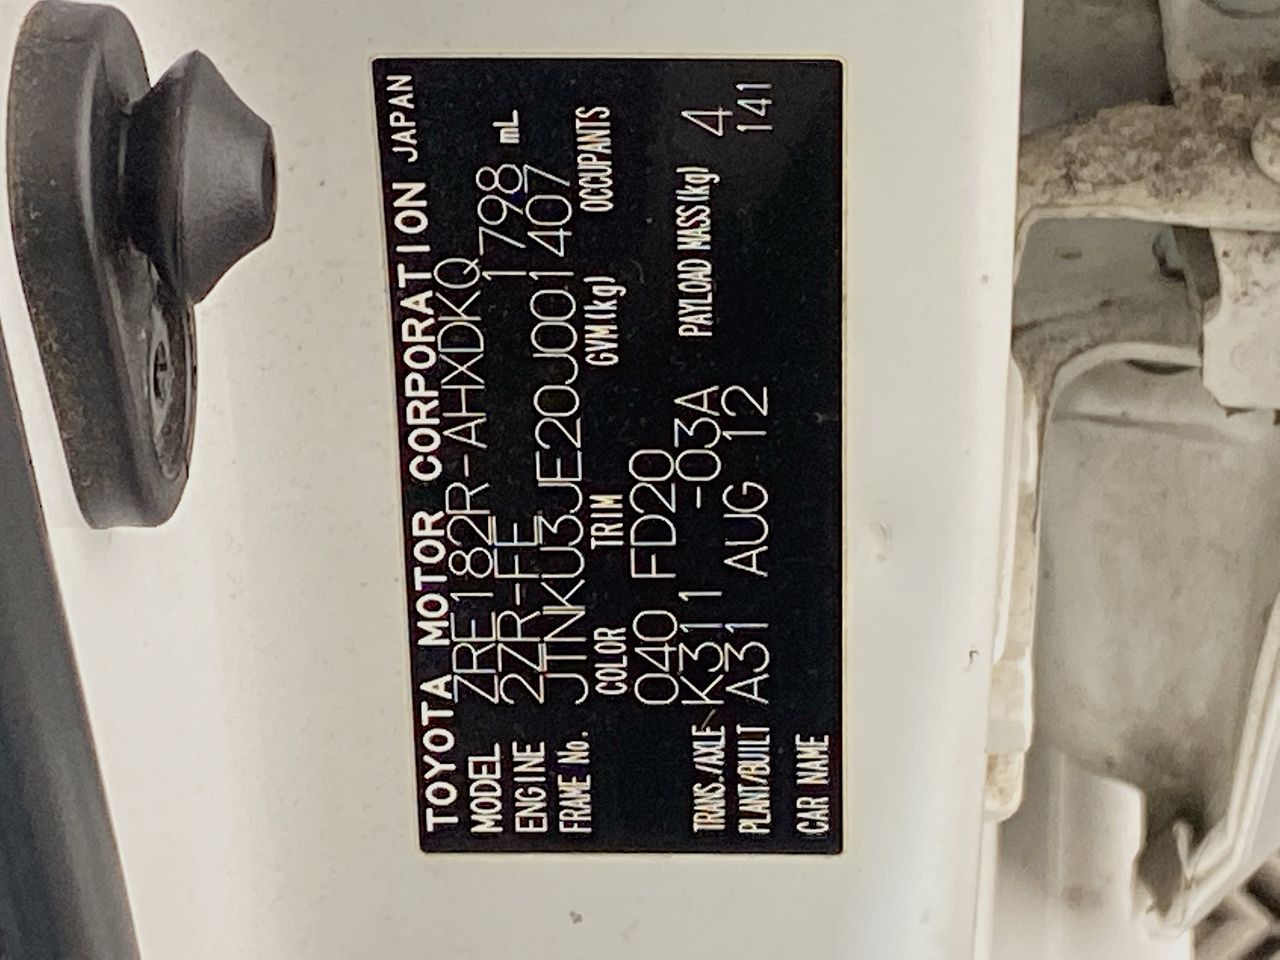 TOYOTA MOTOR CORPORATION JAPAN
MODEL ZRE182R-AHXDKQ
ENGINE 2ZR-FE 1798 mL
FRAME No. JTNKU3JE20J001407
COLOR TRIM GVM(kg) OCCUPANTS
040 FD20
TRANS./AXLE K311 -03A PAYLOAD MASS(kg) 4
PLANT/BUILT A31 AUG 12 141
CAR NAME